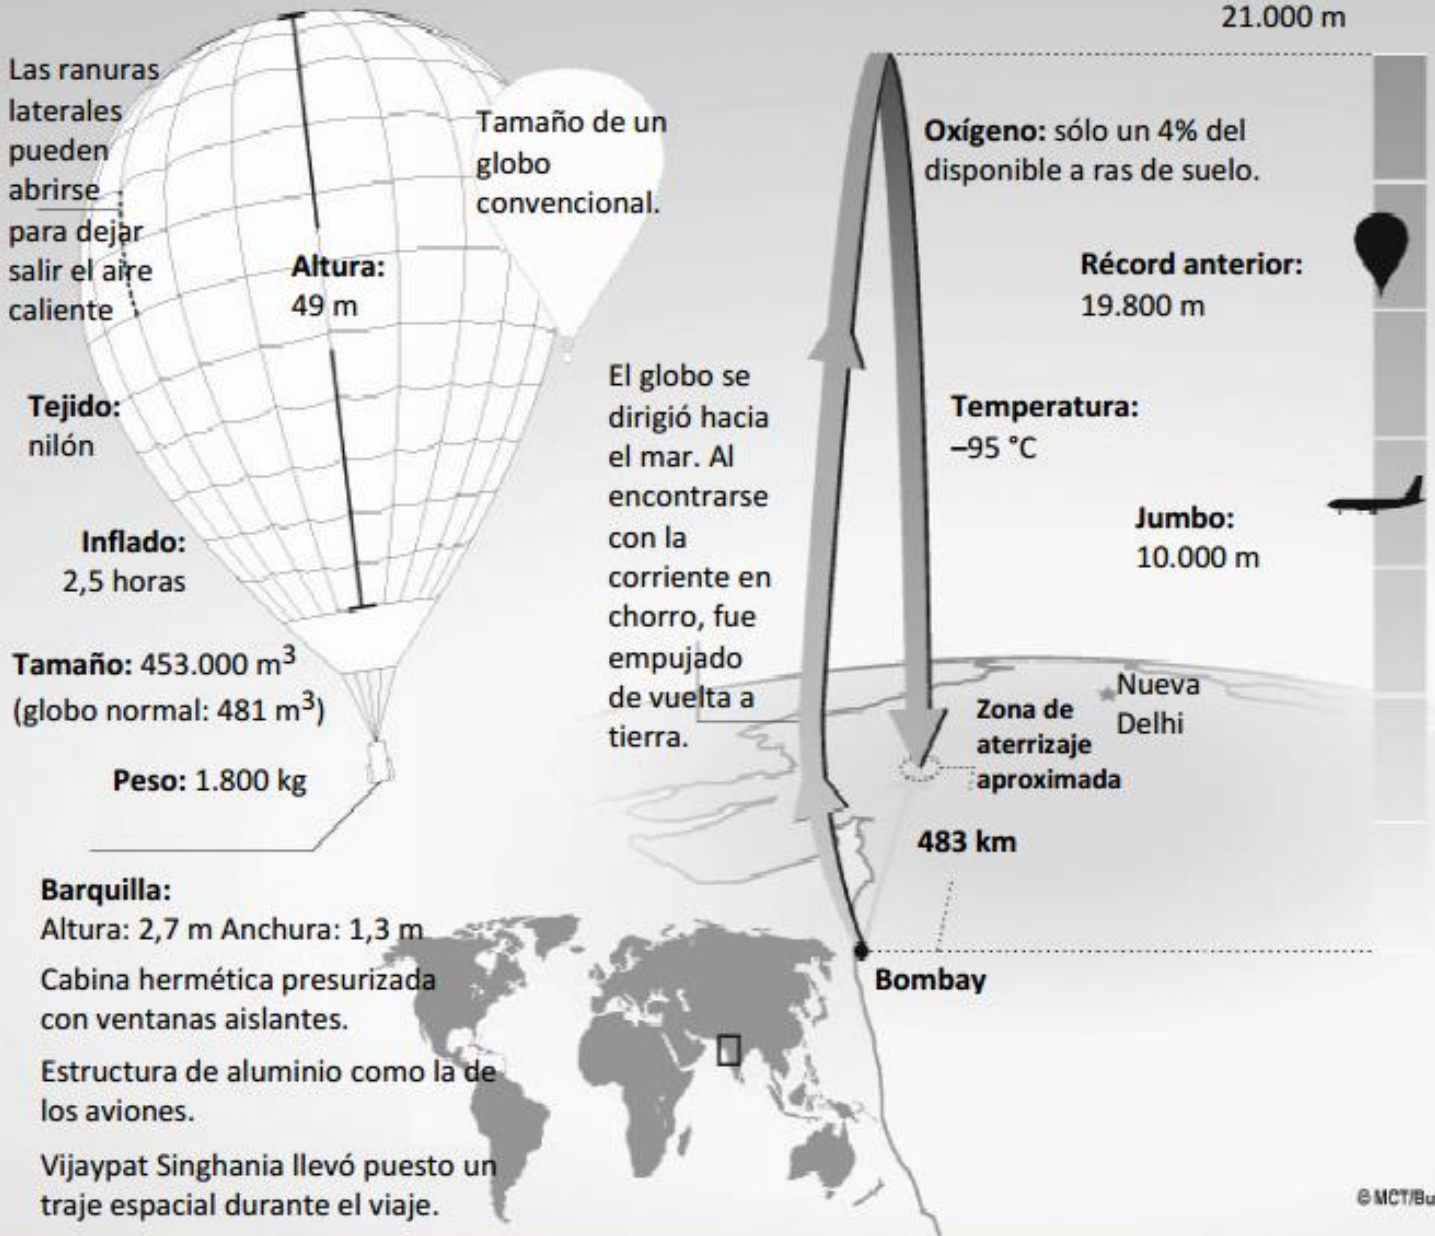 Las ranuras
laterales
pueden
abrirse
para dejar
salir el aire
caliente
Altura:
49 m
Tamaño de un
globo
convencional.
Tejido:
nilón
Inflado:
2,5 horas
Tamaño: 453.000 m³
(globo normal: 481 m³)
Peso: 1.800 kg
Barquilla:
Altura: 2,7 m Anchura: 1,3 m
Cabina hermética presurizada
con ventanas aislantes.
Estructura de aluminio como la de
los aviones.
Vijaypat Singhania llevó puesto un
traje espacial durante el viaje.
El globo se
dirigió hacia
el mar. Al
encontrarse
con la
corriente en
chorro, fue
empujado
de vuelta a
tierra.
21.000 m
Oxígeno: sólo un 4% del
disponible a ras de suelo.
Récord anterior:
19.800 m
Temperatura:
–95 °C
Jumbo:
10.000 m
Nueva
Delhi
Zona de
aterrizaje
aproximada
483 km
Bombay
© MCT/Bu